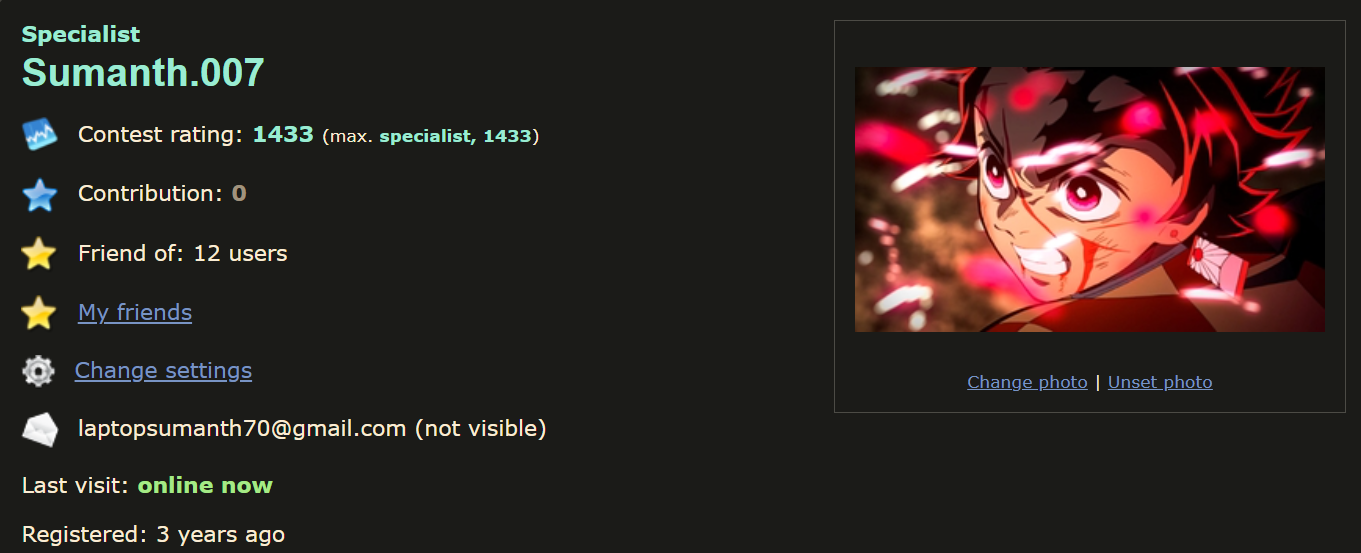 Specialist
Sumanth.007
Contest rating: 1433 (max. specialist, 1433)
Contribution: 0
Friend of: 12 users
My friends
Change settings
laptopsumanth70@gmail.com (not visible)
Last visit: online now
Registered: 3 years ago
Change photo | Unset photo